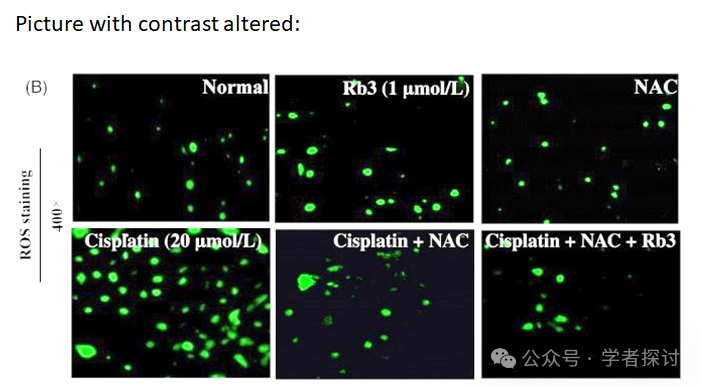 Picture with contrast altered:
(B)
Normal
Rb3 (1 μmol/L)
NAC
ROS staining
400×
Cisplatin (20 μmol/L)
Cisplatin + NAC
Cisplatin + NAC + Rb3
公众号 · 学者探讨